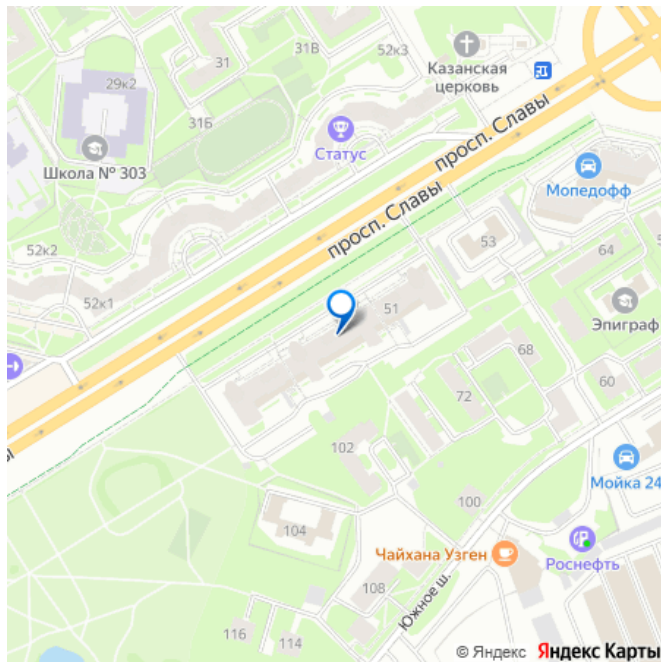 52к3
31В
31
Казанская
церковь
29к2
31Б
просп. Славы
Статус
Школа № 303
Мопедофф
просп. Славы
53
64
52к2
52к1
51
Эпиграф
68
60
72
102
Мойка 24
100
104
Чайхана Узген
Роснефть
108
Южное ш.
116
114
© Яндекс Яндекс Карты